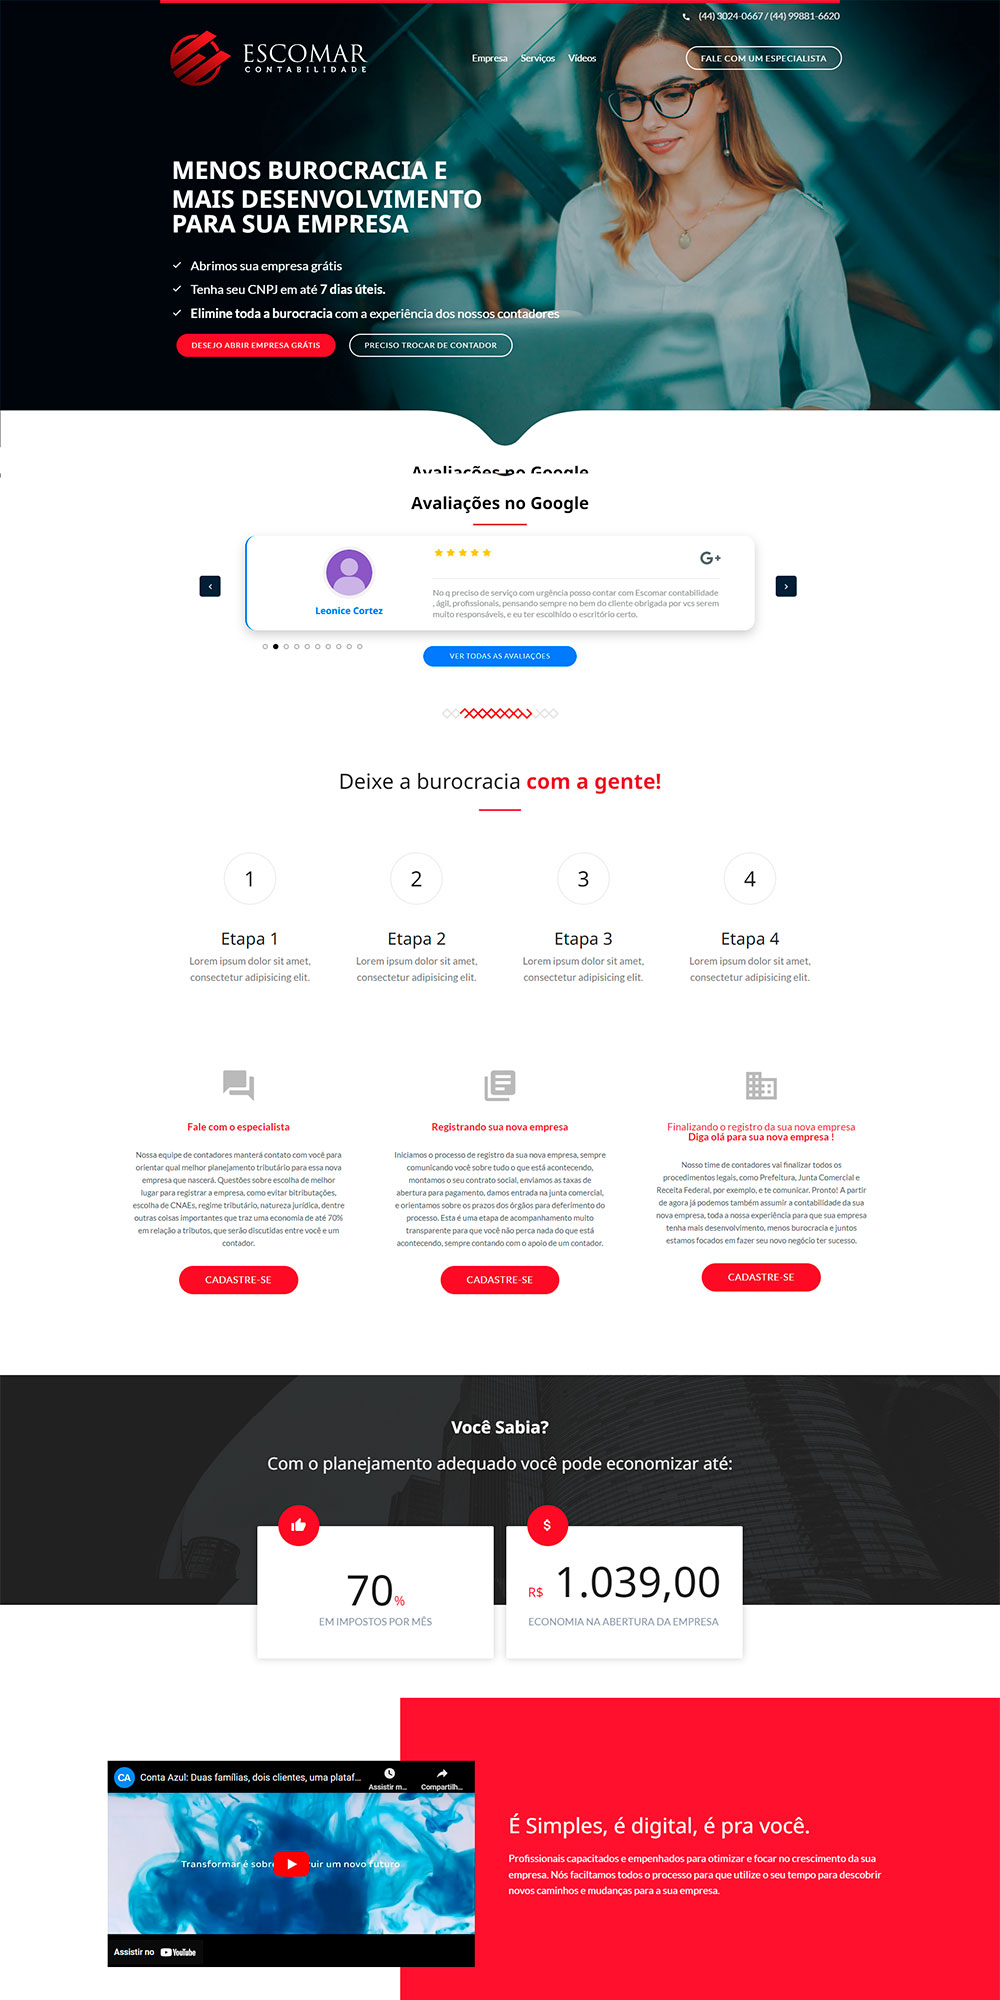 (44) 3024-0667 / (44) 99881-6620
ESCOMAR
CONTABILIDADE
Empresa Serviços Vídeos
FALE COM UM ESPECIALISTA
MENOS BUROCRACIA E
MAIS DESENVOLVIMENTO
PARA SUA EMPRESA
Abrimos sua empresa grátis
Tenha seu CNPJ em até 7 dias úteis.
Elimine toda a burocracia com a experiência dos nossos contadores
DESEJO ABRIR EMPRESA GRÁTIS
PRECISO TROCAR DE CONTADOR
Avaliações no Google
Avaliações no Google
G+
Leonice Cortez
No q preciso de serviço com urgência posso contar com Escomar contabilidade
, ágil, profissionais, pensando sempre no bem do cliente obrigada por vcs serem
muito responsáveis, e eu ter escolhido o escritório certo.
VER TODAS AS AVALIAÇÕES
Deixe a burocracia com a gente!
1
2
3
4
Etapa 1
Lorem ipsum dolor sit amet,
consectetur adipisicing elit.
Etapa 2
Lorem ipsum dolor sit amet,
consectetur adipisicing elit.
Etapa 3
Lorem ipsum dolor sit amet,
consectetur adipisicing elit.
Etapa 4
Lorem ipsum dolor sit amet,
consectetur adipisicing elit.
Fale com o especialista
Nossa equipe de contadores manterá contato com você para
orientar qual melhor planejamento tributário para essa nova
empresa que nascerá. Questões sobre escolha de melhor
lugar para registrar a empresa, como evitar bitributações,
escolha de CNAEs, regime tributário, natureza jurídica, dentre
outras coisas importantes que traz uma economia de até 70%
em relação a tributos, que serão discutidas entre você e um
contador.
CADASTRE-SE
Registrando sua nova empresa
Iniciamos o processo de registro da sua nova empresa, sempre
comunicando você sobre tudo o que está acontecendo,
montamos o seu contrato social, enviamos as taxas de
abertura para pagamento, damos entrada na junta comercial,
e orientamos sobre os prazos dos órgãos para deferimento do
processo. Esta é uma etapa de acompanhamento muito
transparente para que você não perca nada do que está
acontecendo, sempre contando com o apoio de um contador.
CADASTRE-SE
Finalizando o registro da sua nova empresa
Diga olá para sua nova empresa !
Nosso time de contadores vai finalizar todos os
procedimentos legais, como Prefeitura, Junta Comercial e
Receita Federal, por exemplo, e te comunicar. Pronto! A partir
de agora já podemos também assumir a contabilidade da sua
nova empresa, toda a nossa experiência para que sua empresa
tenha mais desenvolvimento, menos burocracia e juntos
estamos focados em fazer seu novo negócio ter sucesso.
CADASTRE-SE
Você Sabia?
Com o planejamento adequado você pode economizar até:
70%
EM IMPOSTOS POR MÊS
$
R$ 1.039,00
ECONOMIA NA ABERTURA DA EMPRESA
CA Conta Azul: Duas famílias, dois clientes, uma plataf...
Assistir m...
Compartilh...
Transformar é sobre uir um novo futuro
Assistir no YouTube
É Simples, é digital, é pra você.
Profissionais capacitados e empenhados para otimizar e focar no crescimento da sua
empresa. Nós faciltamos todos o processo para que utilize o seu tempo para descobrir
novos caminhos e mudanças para a sua empresa.